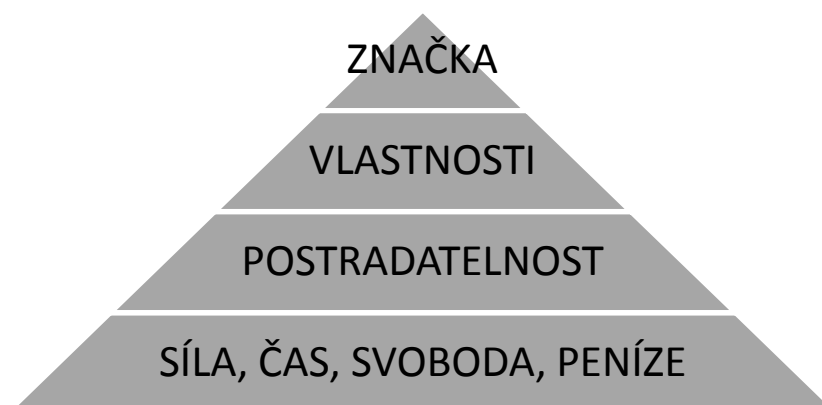 ZNAČKA
VLASTNOSTI
POSTRADATELNOST
SÍLA, ČAS, SVOBODA, PENÍZE